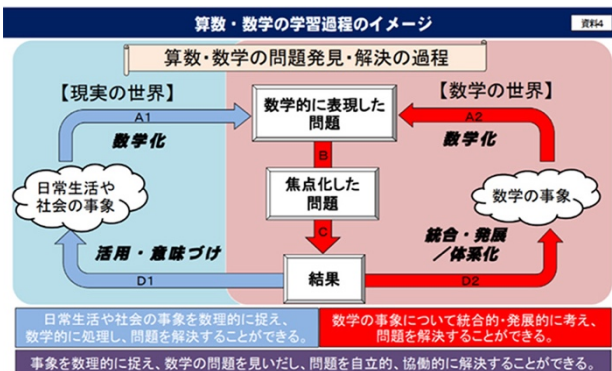 算数・数学の学習過程のイメージ
資料4
算数・数学の問題発見・解決の過程
【現実の世界】
【数学の世界】
A1
数学的に表現した
問題
A2
数学化
数学化
B
日常生活や
社会の事象
焦点化した
問題
数学の事象
C
活用・意味づけ
統合・発展
／体系化
D1
結果
D2
日常生活や社会の事象を数理的に捉え、
数学的に処理し、問題を解決することができる。
数学の事象について統合的・発展的に考え、
問題を解決することができる。
事象を数理的に捉え、数学の問題を見いだし、問題を自立的、協働的に解決することができる。